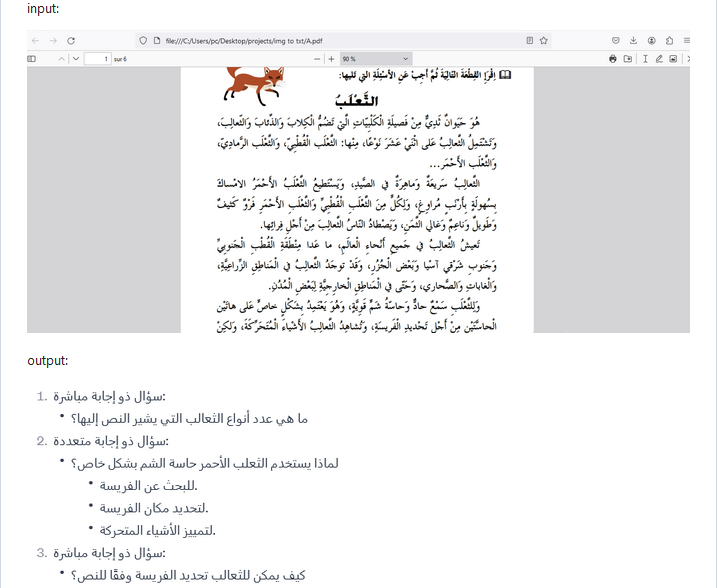 input:
file:///C:/Users/pc/Desktop/projects/img to txt/A.pdf
1 sur 6
90 %
اِقْرَإِ القِطْعَةَ التَالِيَةَ ثُمَّ أَجِبْ عَنِ الأَسْئِلَةِ الَّتِي تَلِيهَا:
الثَّعْلَبُ
هُوَ حَيَوانٌ ثَدْيِيٌّ مِنْ فَصيلَةِ الْكَلْبِيّاتِ الَّتي تَضُمُّ الْكِلابَ وَالذِّئابَ وَالثَّعالِبَ،
وَتَشْتَمِلُ الثَّعالِبُ عَلى اثْنَيْ عَشَرَ نَوْعًا، مِنْها: الثَّعْلَب الْقُطْبِيّ، وَالثَّعْلَب الرَّمادِيّ،
وَالثَّعْلَب الأَحْمَر...
الثَّعالِبُ سَريعَةٌ وَماهِرَةٌ في الصَّيْدِ، وَيَسْتَطيعُ الثَّعْلَبُ الأَحْمَرُ الامْساكَ
بِسُهولَةٍ بِأَرْنَبٍ مُراوِغٍ، وَلِكُلٍّ مِنَ الثَّعْلَبِ الْقُطْبِيِّ وَالثَّعْلَبِ الأَحْمَرِ فَرْوٌ كَثيفٌ
وَطَويلٌ وَناعِمٌ وَغالي الثَّمَنِ، وَيَصْطادُ النّاسُ الثَّعالِبَ مِنْ أَجْلِ فِرائِها.
تَعيشُ الثَّعالِبُ في جَميعِ أَنْحاءِ الْعالَمِ، ما عَدا مِنْطَقَةِ الْقُطْبِ الْجَنوبِيِّ
وَجَنوبِ شَرْقي آسْيا وَبَعْضِ الْجُزُرِ، وَقَدْ توجَدُ الثَّعالِبُ في الْمَناطِقِ الزِّراعِيَّةِ،
وَالْغاباتِ وَالصَّحاري، وَحَتّى في الْمَناطِقِ الْخارِجِيَّةِ لِبَعْضِ الْمُدُنِ.
وَلِلثَّعْلَبِ سَمْعٌ حادٌّ وَحاسَّةُ شَمٍّ قَوِيَّةٍ، وَهُوَ يَعْتَمِدُ بِشَكْلٍ خاصٍّ عَلى هاتَيْنِ
الْحاسَّتَيْنِ مِنْ أَجْلِ تَحْديدِ الْفَريسَةِ، وَتُشاهِدُ الثَّعالِبُ الأَشْياءَ الْمُتَحَرِّكَةَ، وَلكِنْ
output:
1. سؤال ذو إجابة مباشرة:
• ما هي عدد أنواع الثعالب التي يشير النص إليها؟
2. سؤال ذو إجابة متعددة:
• لماذا يستخدم الثعلب الأحمر حاسة الشم بشكل خاص؟
• للبحث عن الفريسة.
• لتحديد مكان الفريسة.
• لتمييز الأشياء المتحركة.
3. سؤال ذو إجابة مباشرة:
• كيف يمكن للثعالب تحديد الفريسة وفقًا للنص؟